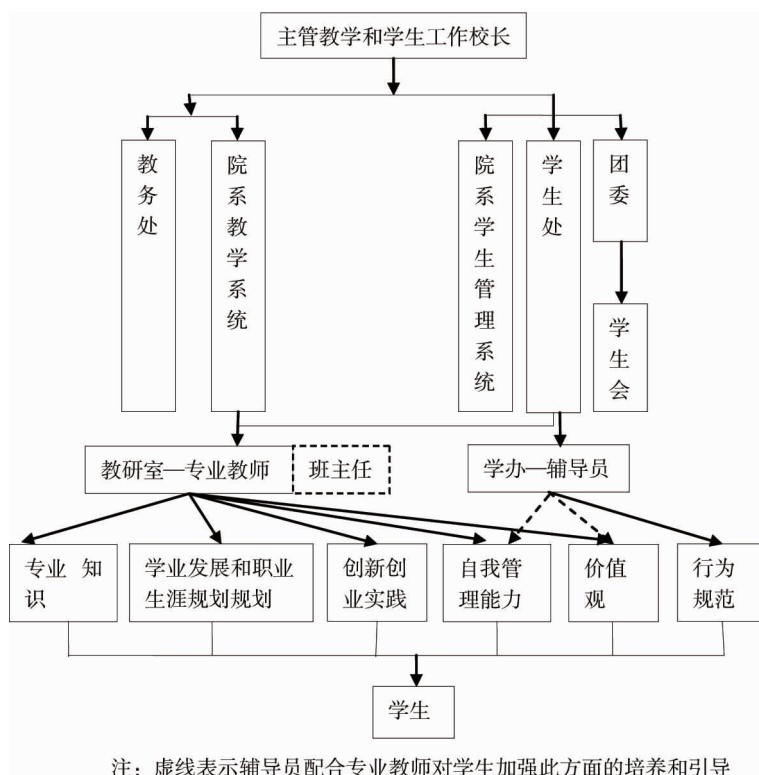 主管教学和学生工作校长
教务处
院系教学系统
院系学生管理系统
学生处
团委
学生会
教研室—专业教师
班主任
学办—辅导员
专业 知
识
学业发展和职业
生涯规划规划
创新创
业实践
自我管
理能力
价值
观
行为
规范
学生
注：虚线表示辅导员配合专业教师对学生加强此方面的培养和引导